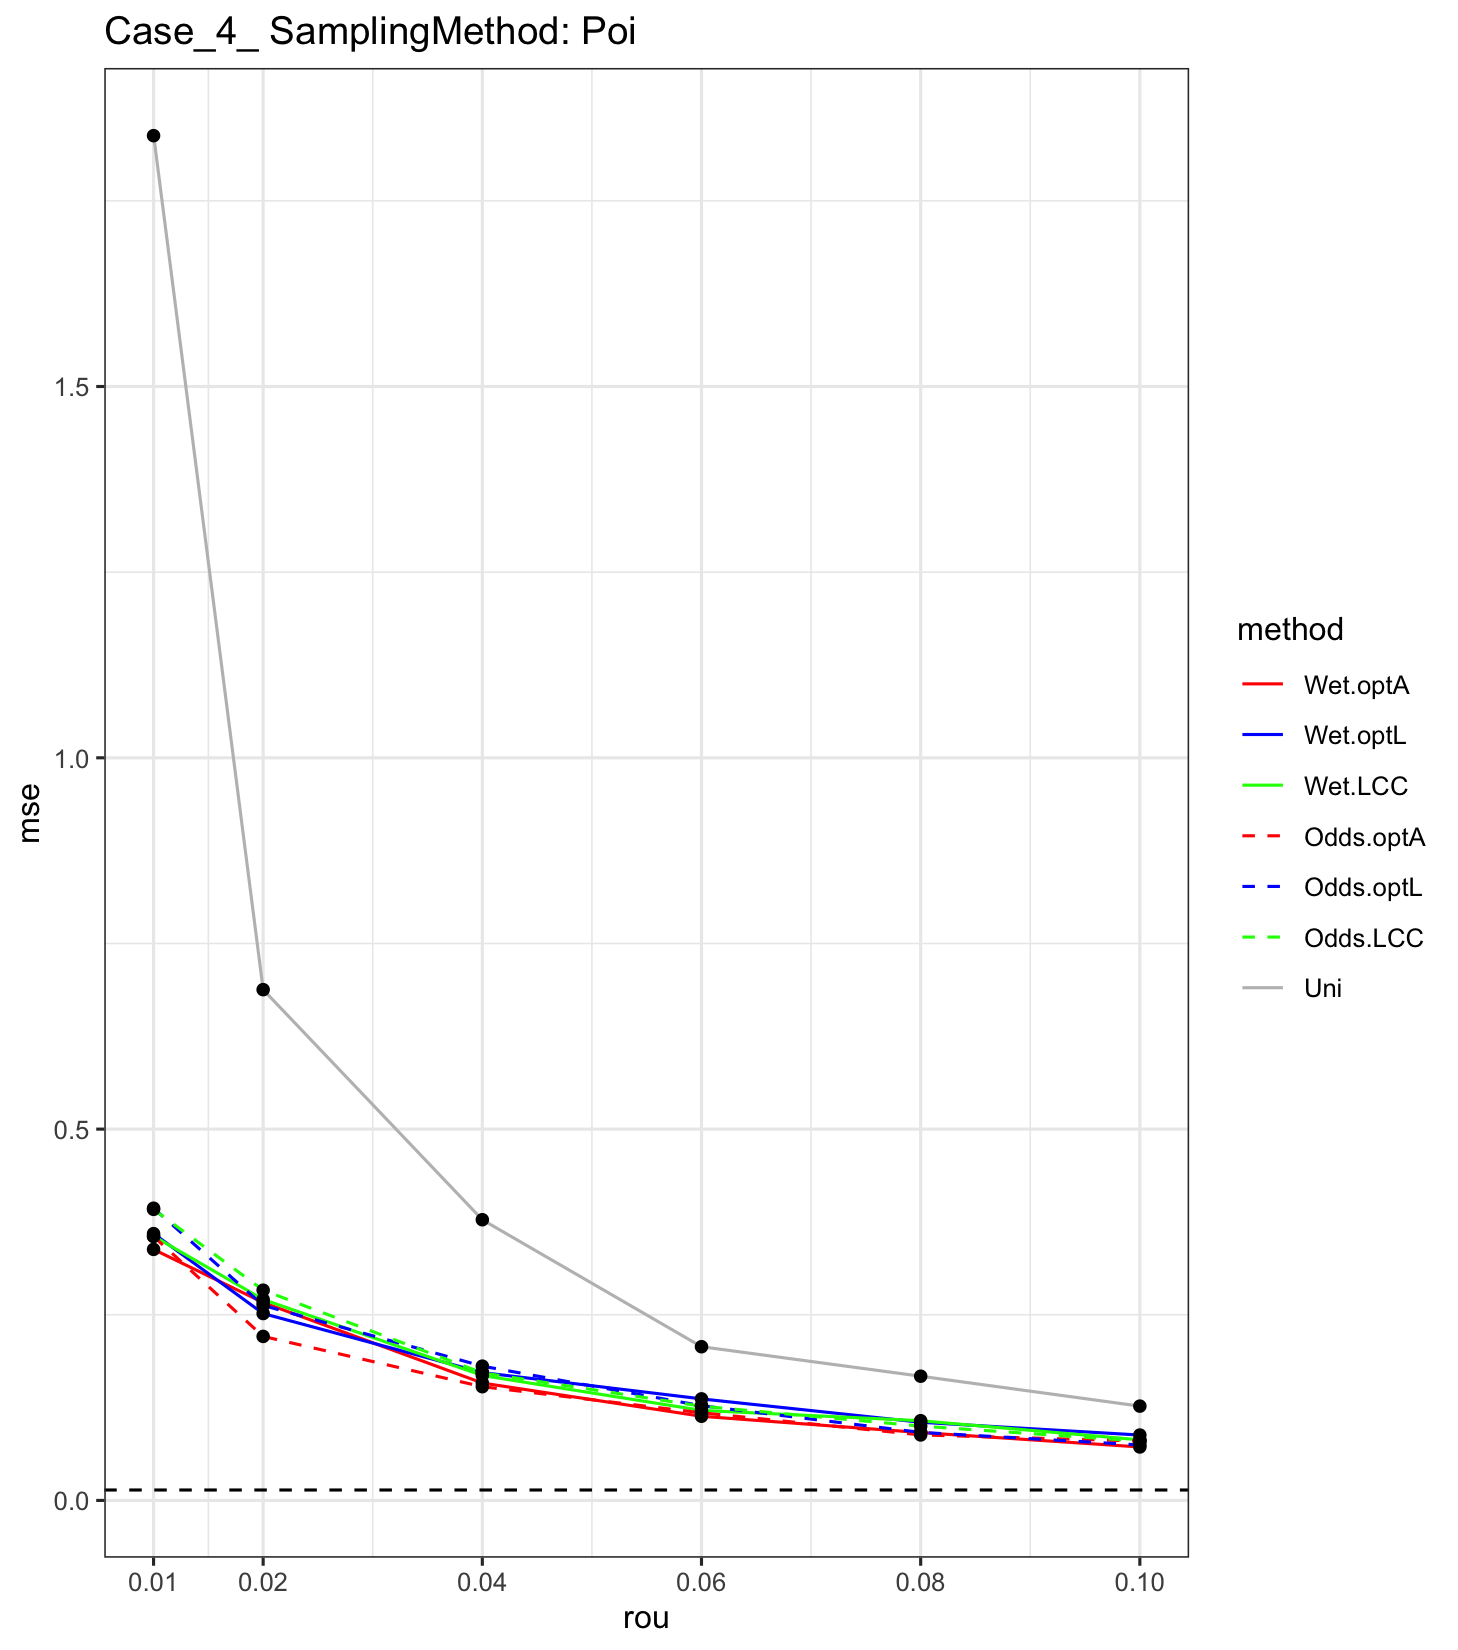 Case_4_ SamplingMethod: Poi
mse
1.5
1.0
0.5
0.0
0.01 0.02 0.04 0.06 0.08 0.10
rou
method
Wet.optA
Wet.optL
Wet.LCC
Odds.optA
Odds.optL
Odds.LCC
Uni